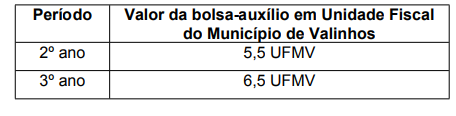 Período Valor da bolsa-auxílio em Unidade Fiscal
do Município de Valinhos
2º ano 5,5 UFMV
3º ano 6,5 UFMV